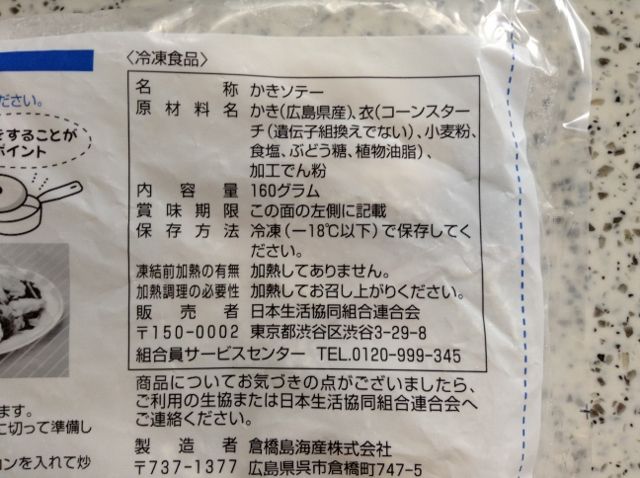 〈冷凍食品〉
ださい。
をすることが
ポイント
名称 かきソテー
原材料名 かき(広島県産)、衣(コーンスター
チ(遺伝子組換えでない)、小麦粉、
食塩、ぶどう糖、植物油脂)、
加工でん粉
内容量 160グラム
賞味期限 この面の左側に記載
保存方法 冷凍(−18℃以下)で保存してく
ださい。
凍結前加熱の有無 加熱してありません。
加熱調理の必要性 加熱してお召し上がりください。
販売者 日本生活協同組合連合会
〒150-0002 東京都渋谷区渋谷3-29-8
組合員サービスセンター TEL.0120-999-345
商品についてお気づきの点がございましたら、
ご利用の生協または日本生活協同組合連合会へ
ご連絡ください。
製造者 倉橋島海産株式会社
〒737-1377 広島県呉市倉橋町747-5
ます。
に切って準備し
ンを入れて炒